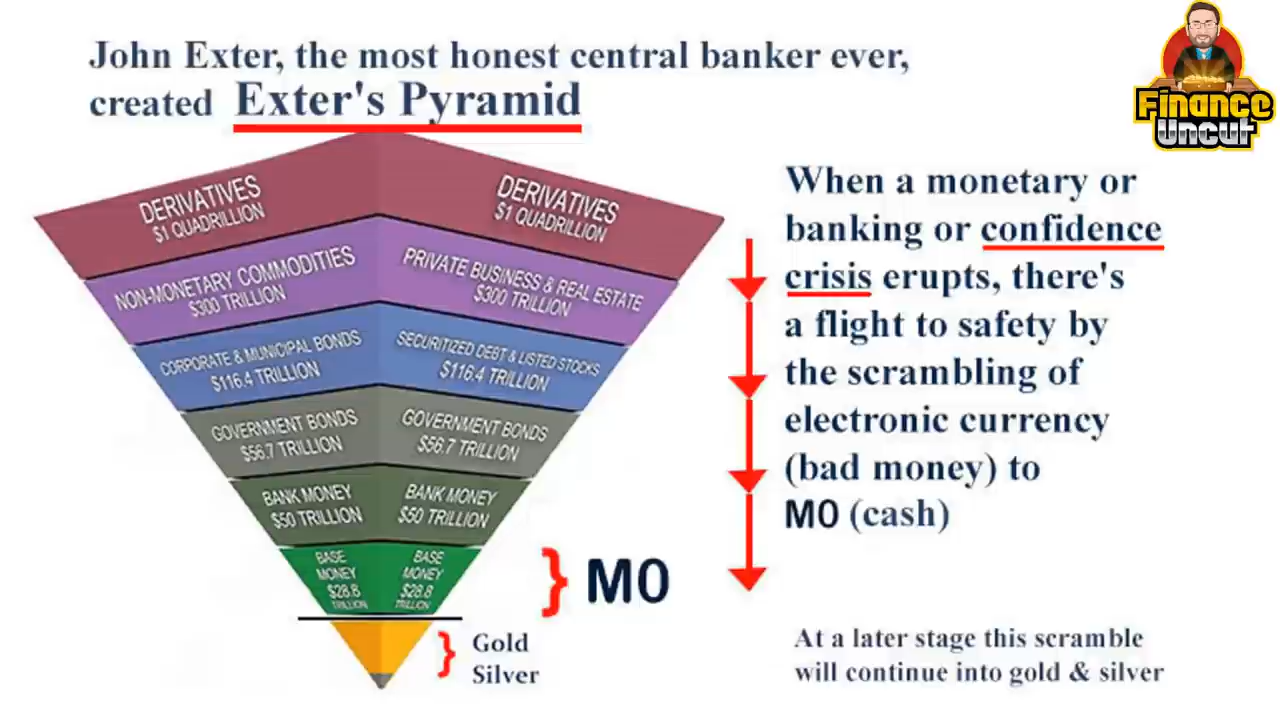 John Exter, the most honest central banker ever,
created Exter's Pyramid
Finance
Uncut
DERIVATIVES
$1 QUADRILLION
DERIVATIVES
$1 QUADRILLION
NON-MONETARY COMMODITIES
$300 TRILLION
PRIVATE BUSINESS & REAL ESTATE
$300 TRILLION
CORPORATE & MUNICIPAL BONDS
$116.4 TRILLION
SECURITIZED DEBT & LISTED STOCKS
$116.4 TRILLION
GOVERNMENT BONDS
$56.7 TRILLION
GOVERNMENT BONDS
$56.7 TRILLION
BANK MONEY
$50 TRILLION
BANK MONEY
$50 TRILLION
BASE
MONEY
$28.8
TRILLION
BASE
MONEY
$28.8
TRILLION
} M0
} Gold
Silver
When a monetary or
banking or confidence
crisis erupts, there's
a flight to safety by
the scrambling of
electronic currency
(bad money) to
M0 (cash)
At a later stage this scramble
will continue into gold & silver